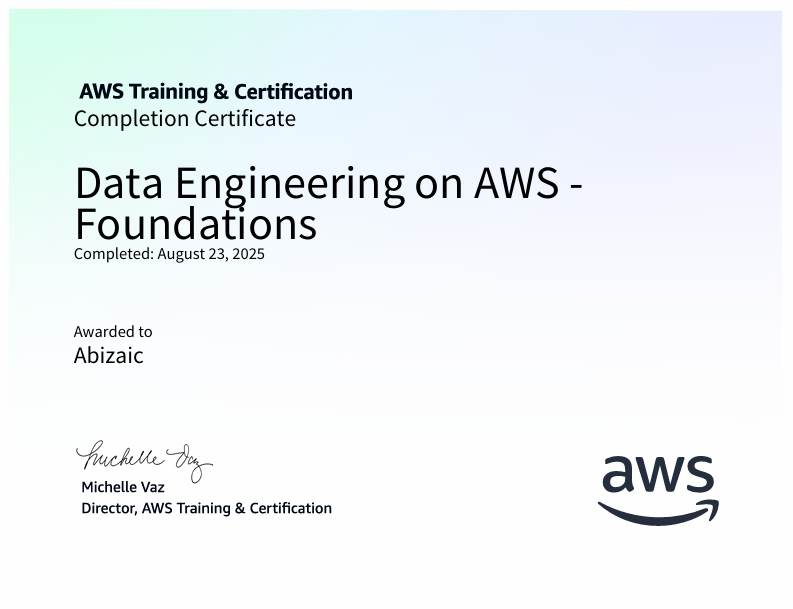 AWS Training & Certification
Completion Certificate
Data Engineering on AWS -
Foundations
Completed: August 23, 2025
Awarded to
Abizaic
Michelle Vaz
Michelle Vaz
Director, AWS Training & Certification
aws